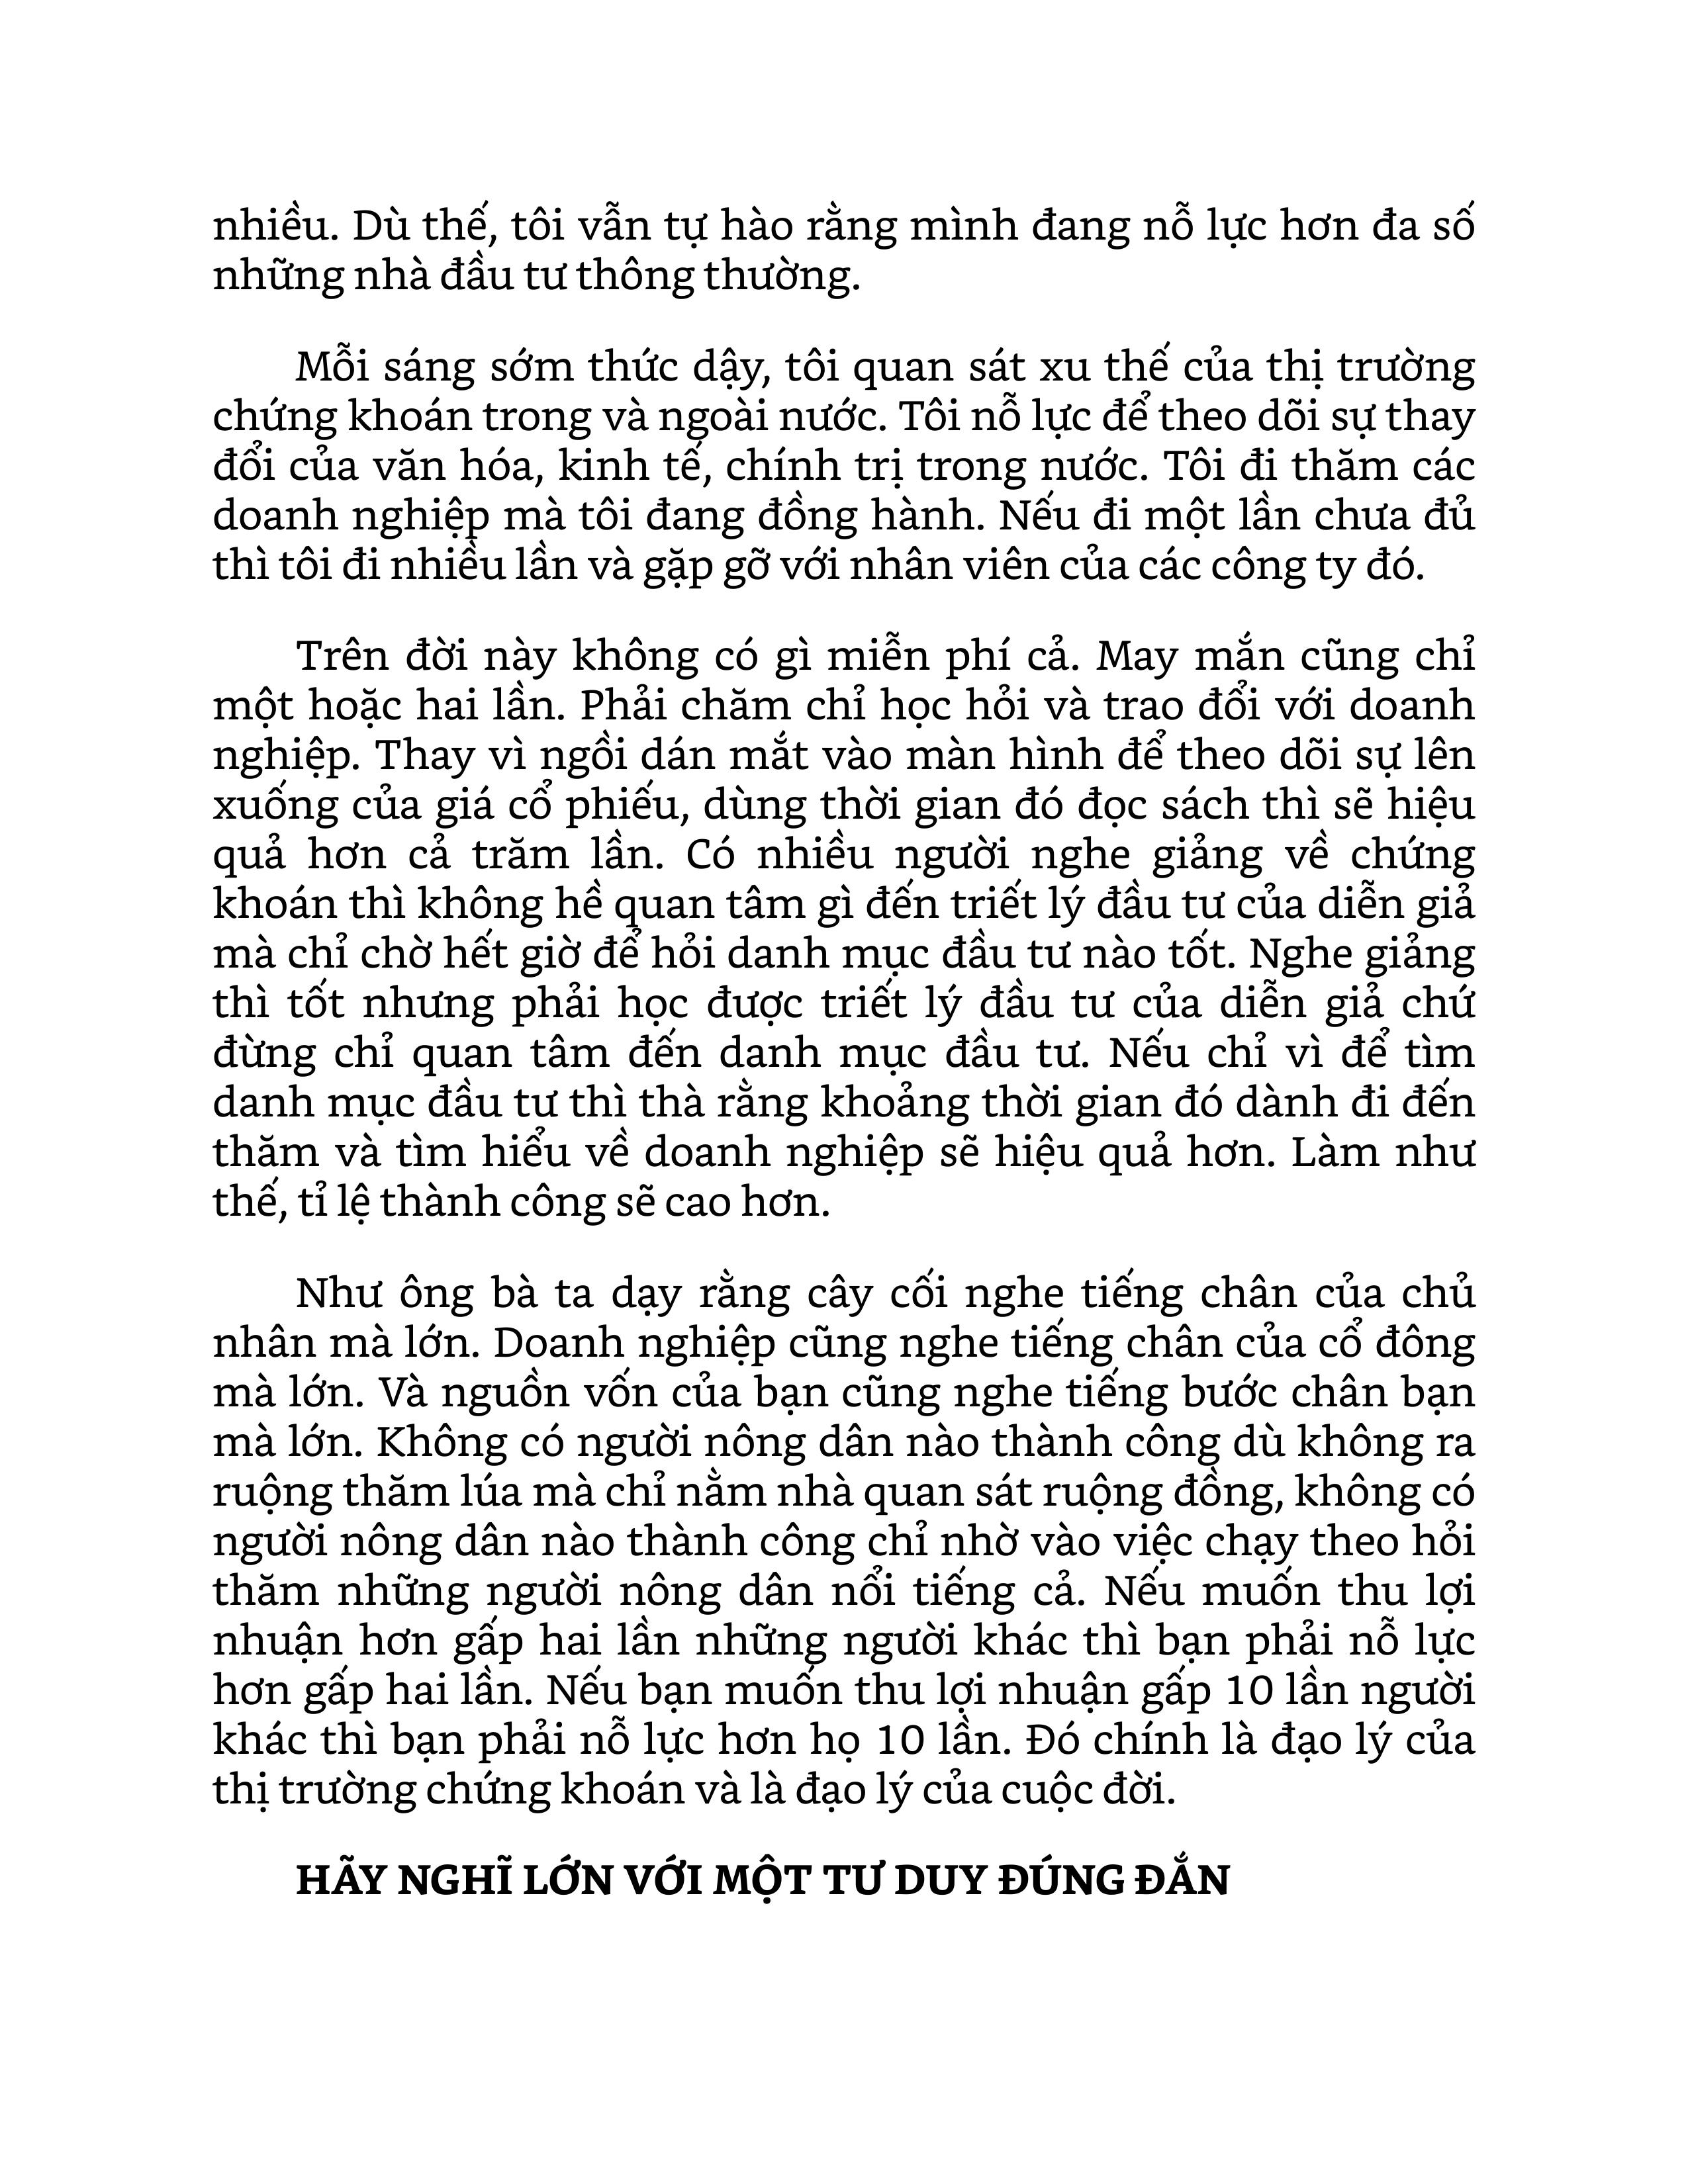 nhiều. Dù thế, tôi vẫn tự hào rằng mình đang nỗ lực hơn đa số
những nhà đầu tư thông thường.
Mỗi sáng sớm thức dậy, tôi quan sát xu thế của thị trường
chứng khoán trong và ngoài nước. Tôi nỗ lực để theo dõi sự thay
đổi của văn hóa, kinh tế, chính trị trong nước. Tôi đi thăm các
doanh nghiệp mà tôi đang đồng hành. Nếu đi một lần chưa đủ
thì tôi đi nhiều lần và gặp gỡ với nhân viên của các công ty đó.
Trên đời này không có gì miễn phí cả. May mắn cũng chỉ
một hoặc hai lần. Phải chăm chỉ học hỏi và trao đổi với doanh
nghiệp. Thay vì ngồi dán mắt vào màn hình để theo dõi sự lên
xuống của giá cổ phiếu, dùng thời gian đó đọc sách thì sẽ hiệu
quả hơn cả trăm lần. Có nhiều người nghe giảng về chứng
khoán thì không hề quan tâm gì đến triết lý đầu tư của diễn giả
mà chỉ chờ hết giờ để hỏi danh mục đầu tư nào tốt. Nghe giảng
thì tốt nhưng phải học được triết lý đầu tư của diễn giả chứ
đừng chỉ quan tâm đến danh mục đầu tư. Nếu chỉ vì để tìm
danh mục đầu tư thì thà rằng khoảng thời gian đó dành đi đến
thăm và tìm hiểu về doanh nghiệp sẽ hiệu quả hơn. Làm như
thế, tỉ lệ thành công sẽ cao hơn.
Như ông bà ta dạy rằng cây cối nghe tiếng chân của chủ
nhân mà lớn. Doanh nghiệp cũng nghe tiếng chân của cổ đông
mà lớn. Và nguồn vốn của bạn cũng nghe tiếng bước chân bạn
mà lớn. Không có người nông dân nào thành công dù không ra
ruộng thăm lúa mà chỉ nằm nhà quan sát ruộng đồng, không có
người nông dân nào thành công chỉ nhờ vào việc chạy theo hỏi
thăm những người nông dân nổi tiếng cả. Nếu muốn thu lợi
nhuận hơn gấp hai lần những người khác thì bạn phải nỗ lực
hơn gấp hai lần. Nếu bạn muốn thu lợi nhuận gấp 10 lần người
khác thì bạn phải nỗ lực hơn họ 10 lần. Đó chính là đạo lý của
thị trường chứng khoán và là đạo lý của cuộc đời.
HÃY NGHĨ LỚN VỚI MỘT TƯ DUY ĐÚNG ĐẮN